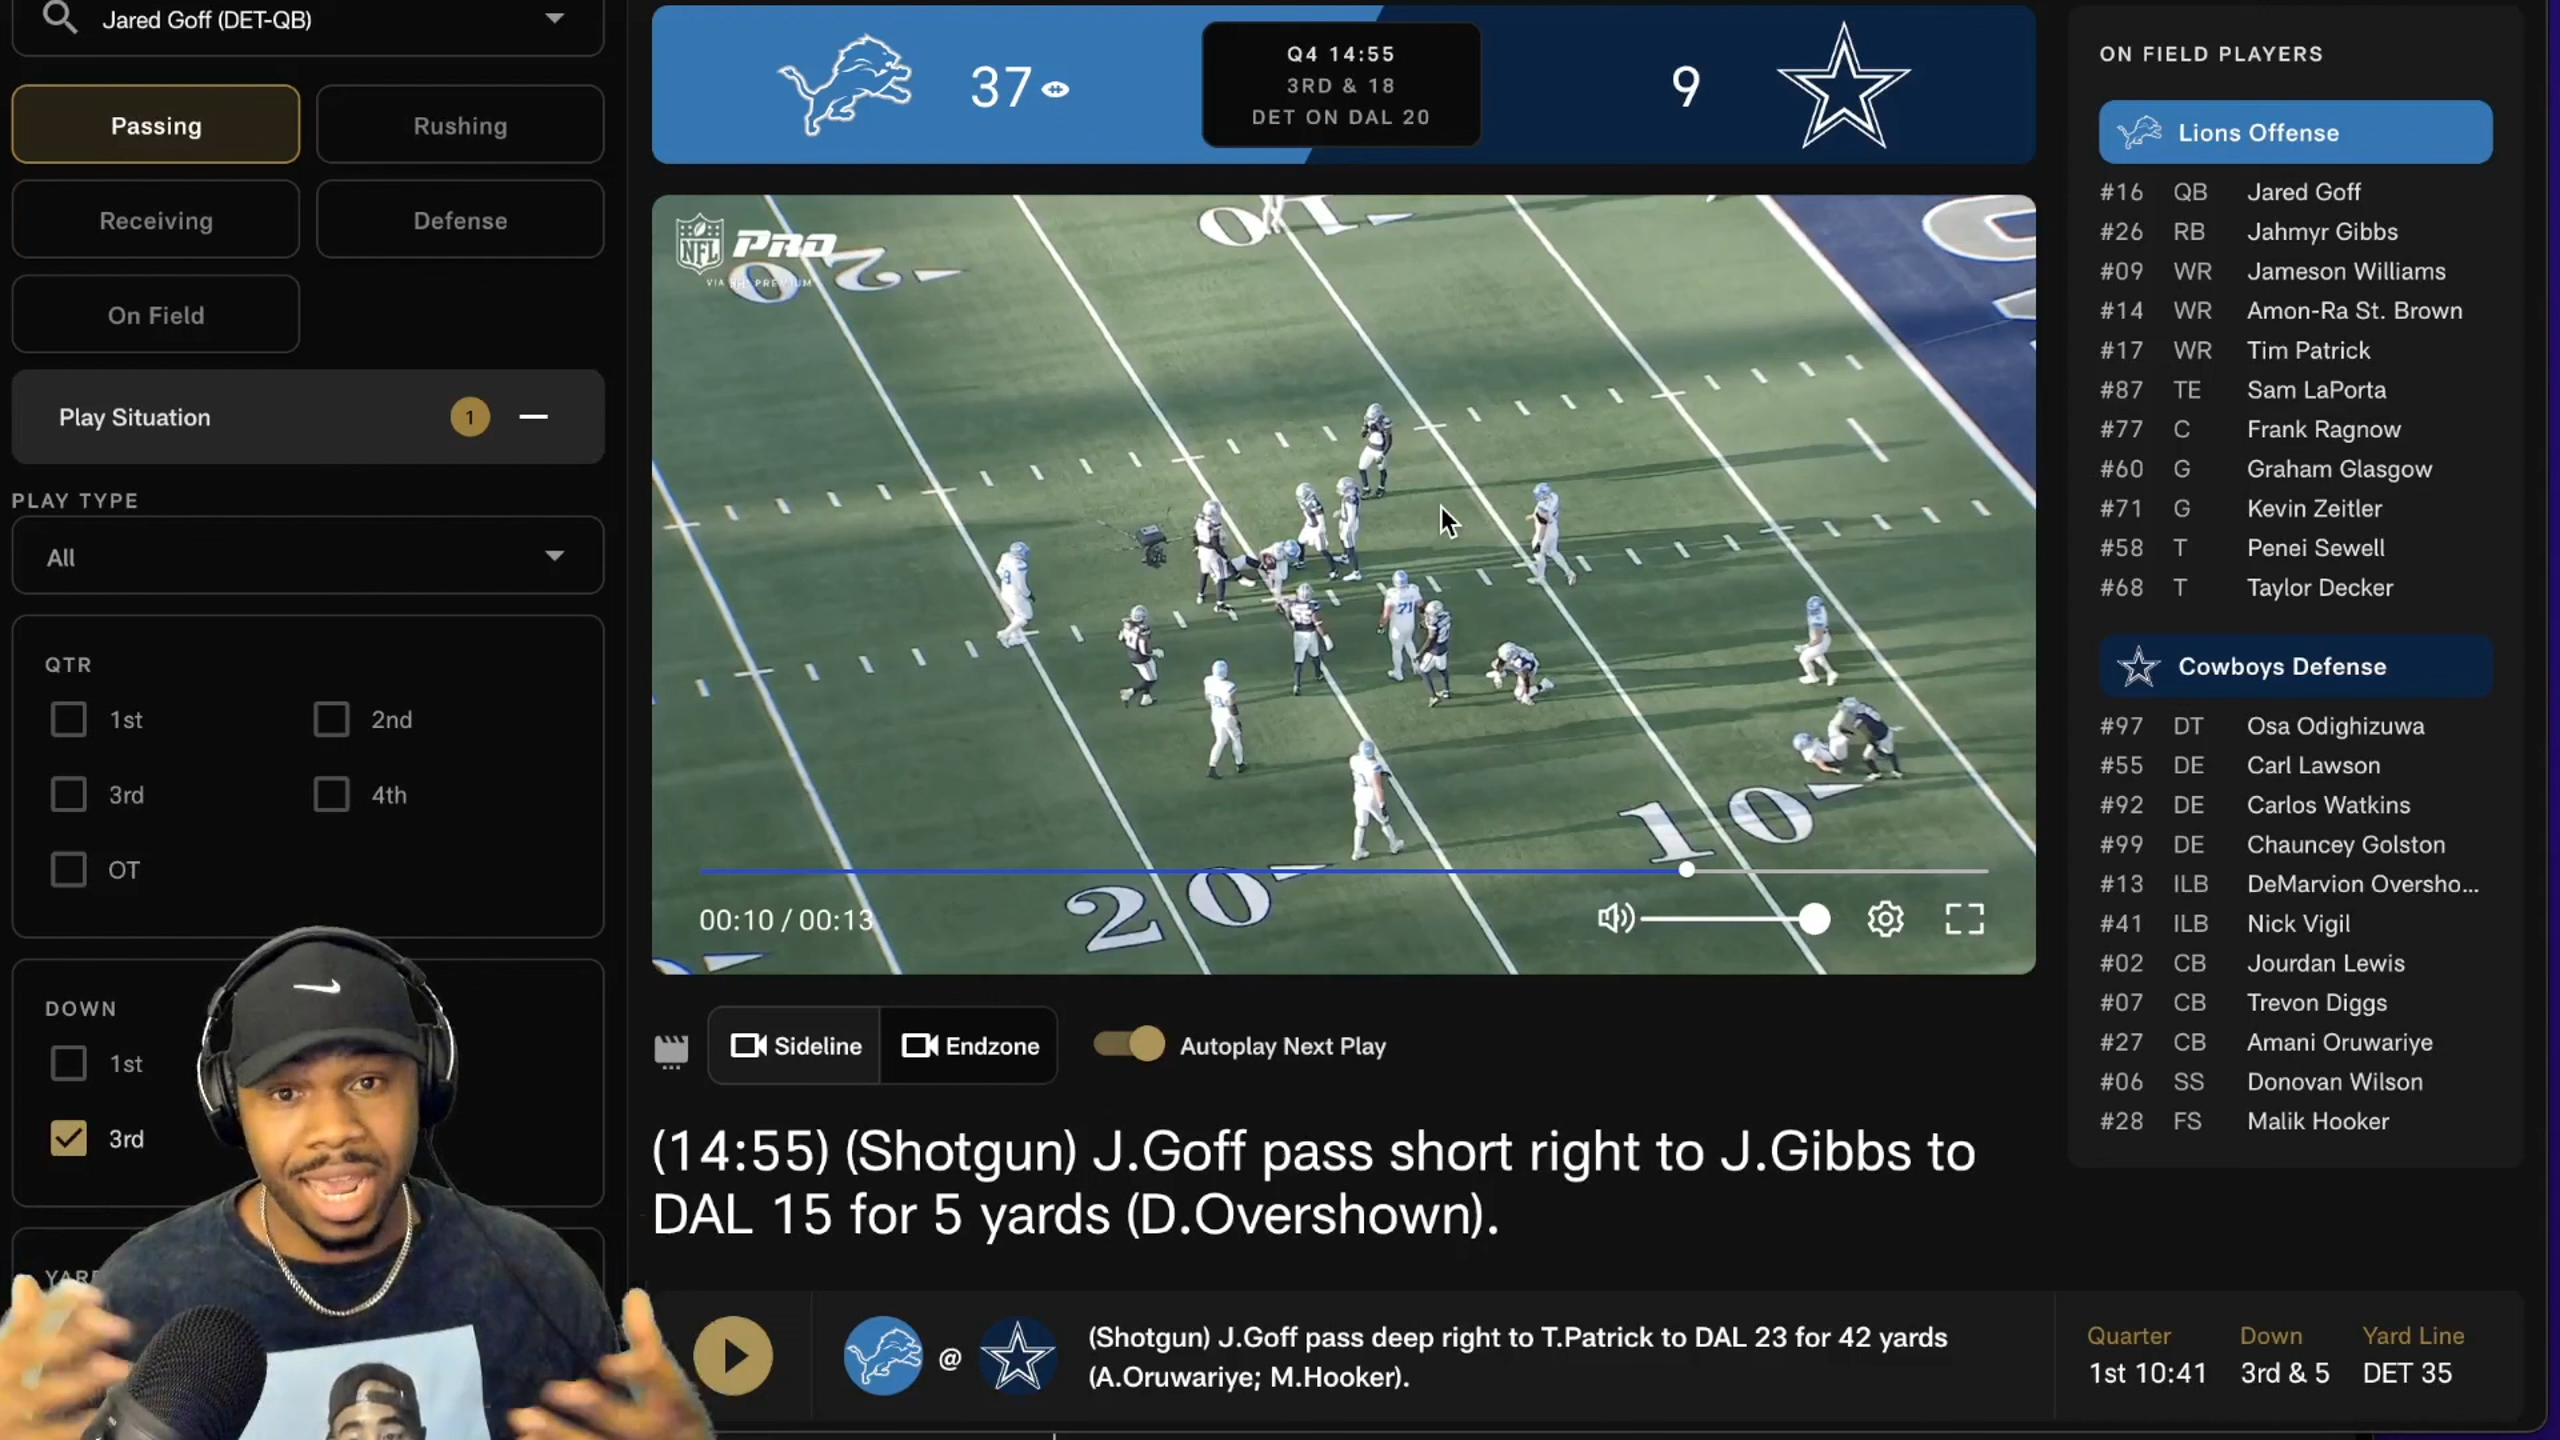 Jared Goff (DET-QB)
Passing
Rushing
Receiving
Defense
On Field
Play Situation
1
PLAY TYPE
All
QTR
1st
2nd
3rd
4th
OT
DOWN
1st
3rd
37
Q4 14:55
3RD & 18
DET ON DAL 20
9
NFL PRO
20
10
71
10
20
00:10 / 00:13
Sideline
Endzone
Autoplay Next Play
(14:55) (Shotgun) J.Goff pass short right to J.Gibbs to
DAL 15 for 5 yards (D.Overshown).
@
(Shotgun) J.Goff pass deep right to T.Patrick to DAL 23 for 42 yards
(A.Oruwariye; M.Hooker).
Quarter
Down
Yard Line
1st 10:41
3rd & 5
DET 35
ON FIELD PLAYERS
Lions Offense
#16 QB Jared Goff
#26 RB Jahmyr Gibbs
#09 WR Jameson Williams
#14 WR Amon-Ra St. Brown
#17 WR Tim Patrick
#87 TE Sam LaPorta
#77 C Frank Ragnow
#60 G Graham Glasgow
#71 G Kevin Zeitler
#58 T Penei Sewell
#68 T Taylor Decker
Cowboys Defense
#97 DT Osa Odighizuwa
#55 DE Carl Lawson
#92 DE Carlos Watkins
#99 DE Chauncey Golston
#13 ILB DeMarvion Oversho...
#41 ILB Nick Vigil
#02 CB Jourdan Lewis
#07 CB Trevon Diggs
#27 CB Amani Oruwariye
#06 SS Donovan Wilson
#28 FS Malik Hooker